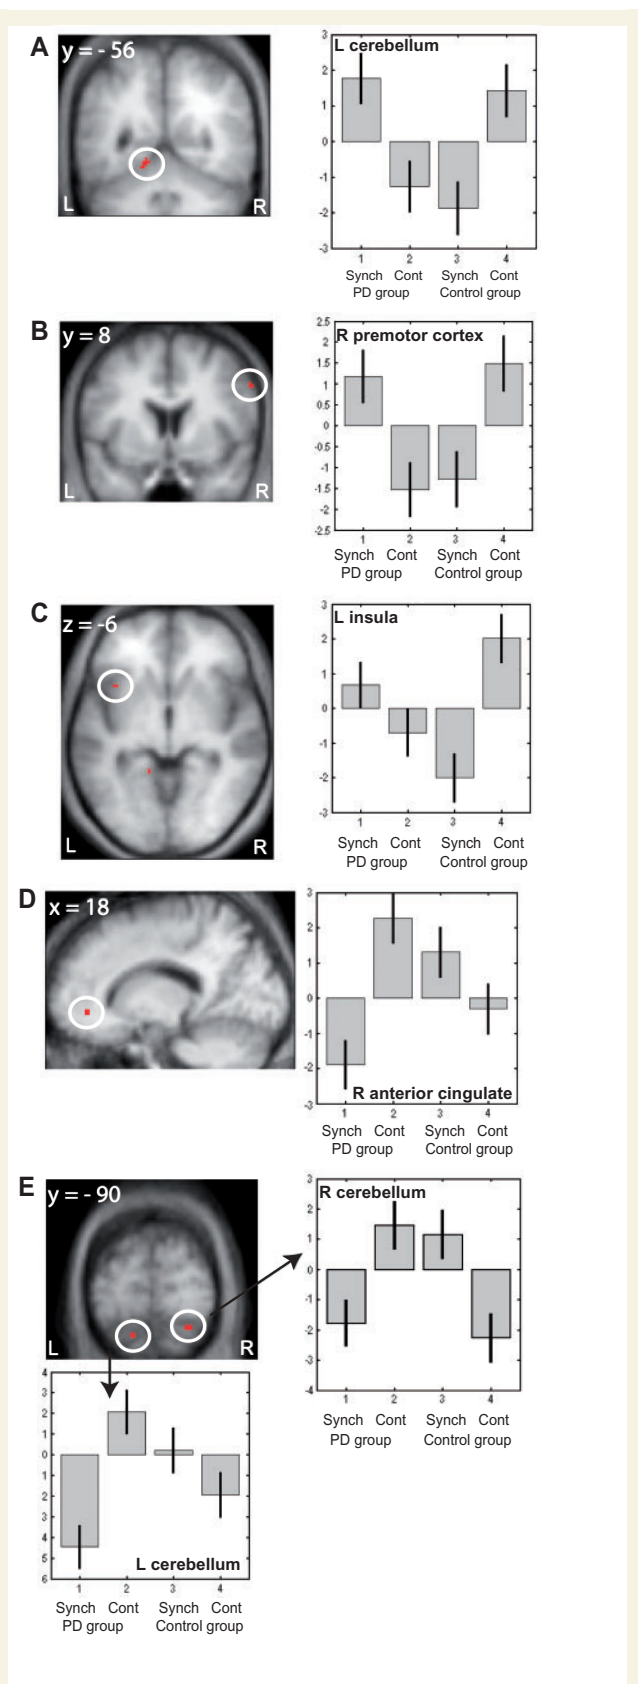 A
y = - 56
L
R
L cerebellum
3
2
1
0
-1
-2
-3
1 2 3 4
Synch Cont Synch Cont
PD group Control group
B
y = 8
L
R
R premotor cortex
2.5
2
1.5
1
0.5
0
-0.5
-1
-1.5
-2
-2.5
1 2 3 4
Synch Cont Synch Cont
PD group Control group
C
z = -6
L
R
L insula
3
2
1
0
-1
-2
-3
1 2 3 4
Synch Cont Synch Cont
PD group Control group
D
x = 18
3
2
1
0
-1
-2
-3
R anterior cingulate
1 2 3 4
Synch Cont Synch Cont
PD group Control group
E
y = - 90
L
R
R cerebellum
3
2
1
0
-1
-2
-3
-4
1 2 3 4
Synch Cont Synch Cont
PD group Control group
4
3
2
1
0
1
2
3
4
5
6
L cerebellum
1 2 3 4
Synch Cont Synch Cont
PD group Control group